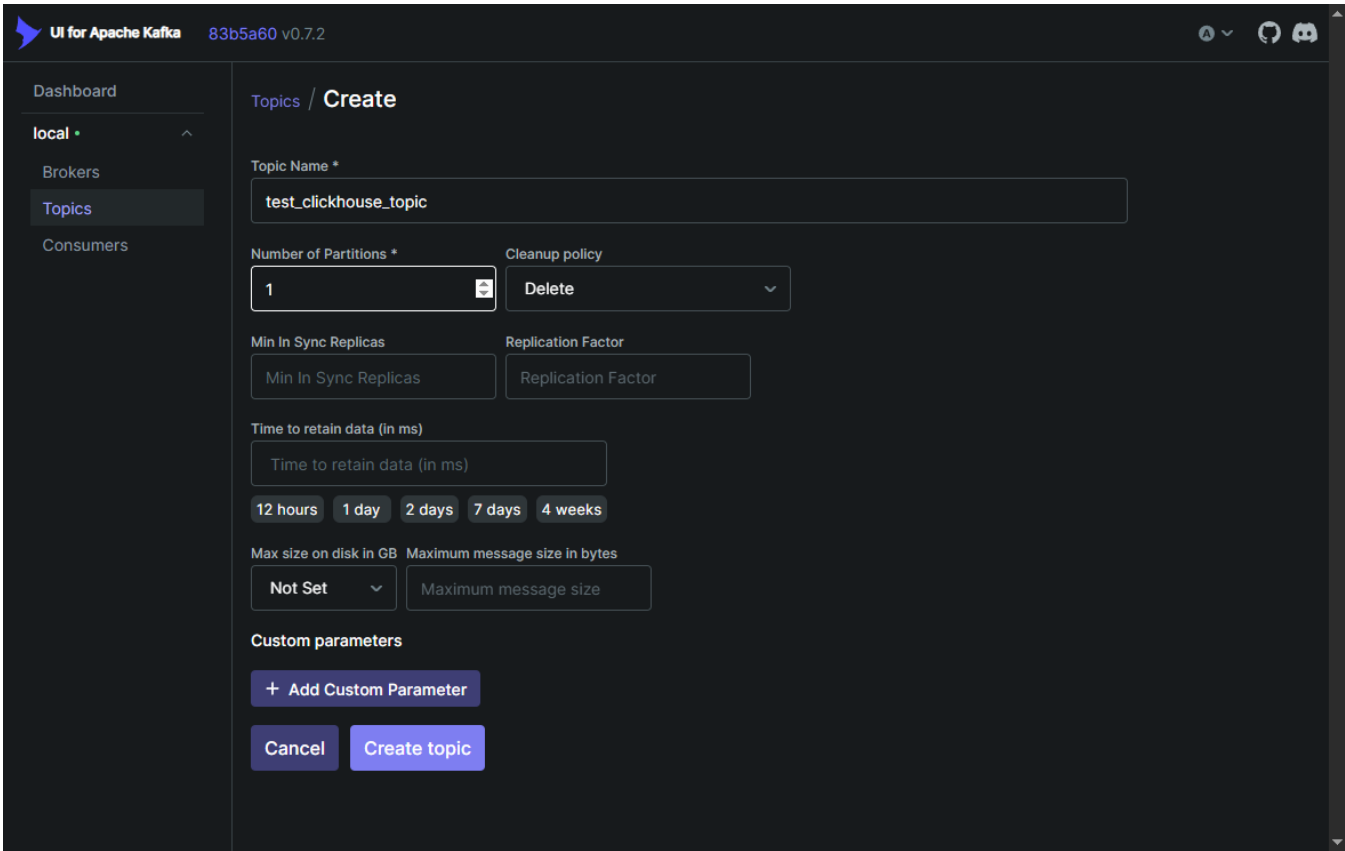 UI for Apache Kafka 83b5a60 v0.7.2
A
Dashboard
local
Brokers
Topics
Consumers
Topics / Create
Topic Name *
test_clickhouse_topic
Number of Partitions * Cleanup policy
1 Delete
Min In Sync Replicas Replication Factor
Min In Sync Replicas Replication Factor
Time to retain data (in ms)
Time to retain data (in ms)
12 hours 1 day 2 days 7 days 4 weeks
Max size on disk in GB Maximum message size in bytes
Not Set Maximum message size
Custom parameters
+ Add Custom Parameter
Cancel Create topic